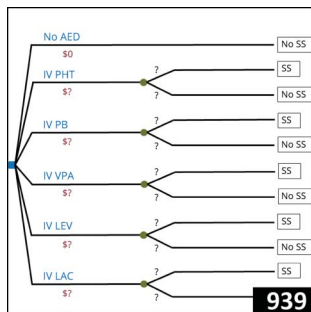 No AED
$0
No SS
IV PHT
$?
?
SS
?
No SS
IV PB
$?
?
SS
?
No SS
IV VPA
$?
?
SS
?
No SS
IV LEV
$?
?
SS
?
No SS
IV LAC
$?
?
SS
?
939